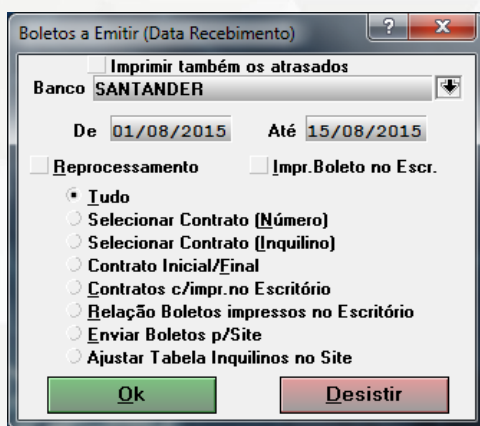 Boletos a Emitir (Data Recebimento)
?
X
Imprimir também os atrasados
Banco SANTANDER
De 01/08/2015 Até 15/08/2015
Reprocessamento Impr.Boleto no Escr.
Tudo
Selecionar Contrato (Número)
Selecionar Contrato (Inquilino)
Contrato Inicial/Final
Contratos c/impr.no Escritório
Relação Boletos impressos no Escritório
Enviar Boletos p/Site
Ajustar Tabela Inquilinos no Site
Ok Desistir